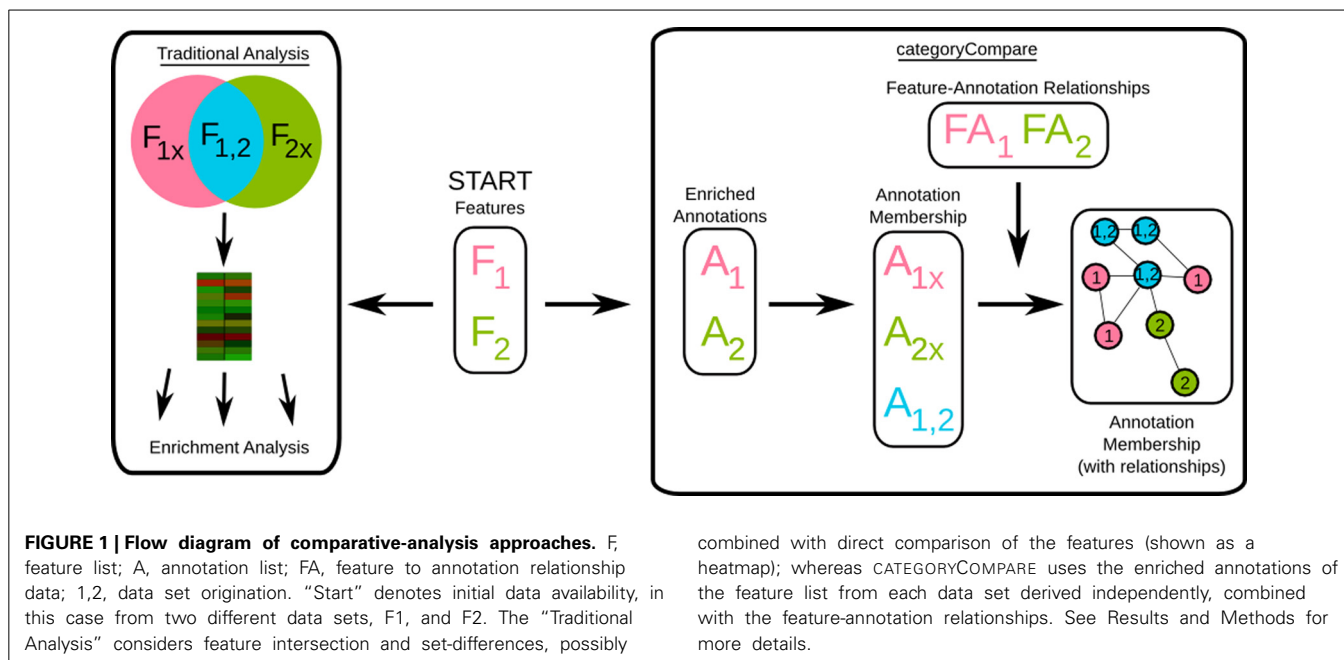 Traditional Analysis
F1x F1,2 F2x
Enrichment Analysis
START
Features
F1
F2
categoryCompare
Feature-Annotation Relationships
FA1 FA2
Enriched
Annotations
A1
A2
Annotation
Membership
A1x
A2x
A1,2
1,2 1,2
1 1,2 1
1 2
2
Annotation
Membership
(with relationships)
FIGURE 1 | Flow diagram of comparative-analysis approaches. F,
feature list; A, annotation list; FA, feature to annotation relationship
data; 1,2, data set origination. “Start” denotes initial data availability, in
this case from two different data sets, F1, and F2. The “Traditional
Analysis” considers feature intersection and set-differences, possibly
combined with direct comparison of the features (shown as a
heatmap); whereas CATEGORYCOMPARE uses the enriched annotations of
the feature list from each data set derived independently, combined
with the feature-annotation relationships. See Results and Methods for
more details.